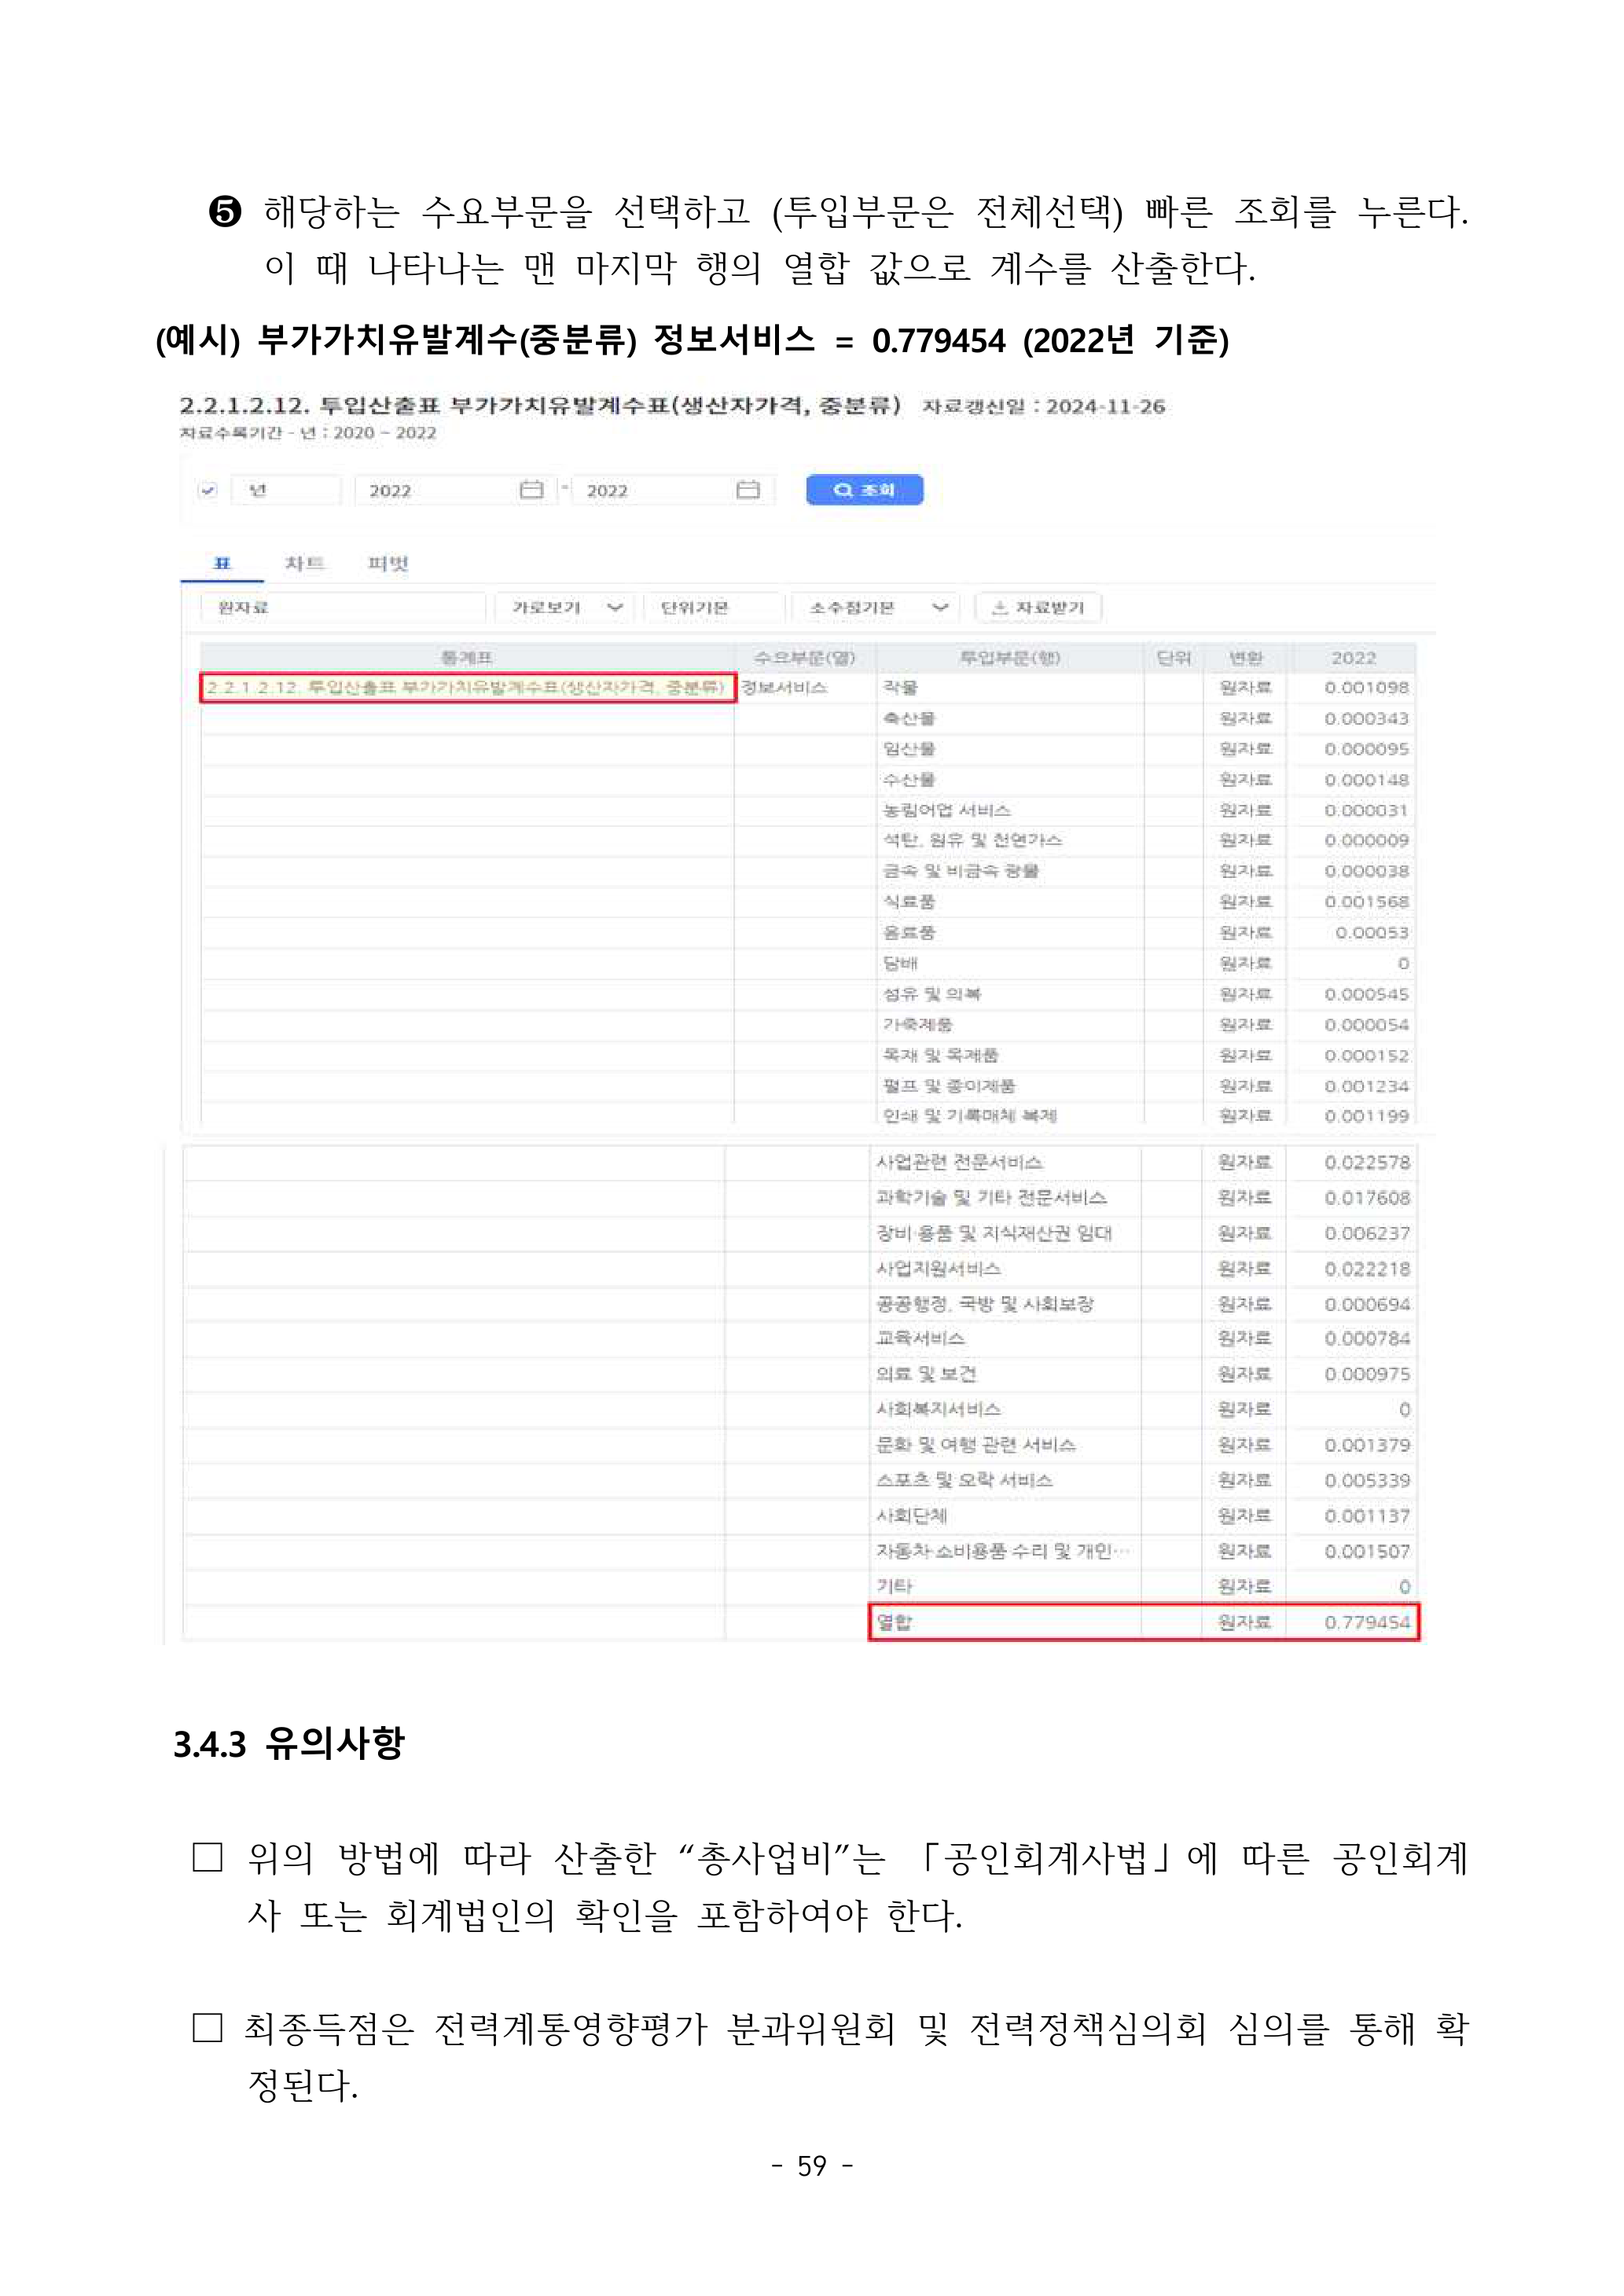 ❺ 해당하는 수요부문을 선택하고 (투입부문은 전체선택) 빠른 조회를 누른다.
이 때 나타나는 맨 마지막 행의 열합 값으로 계수를 산출한다.
(예시) 부가가치유발계수(중분류) 정보서비스 = 0.779454 (2022년 기준)
2.2.1.2.12. 투입산출표 부가가치유발계수표(생산자가격, 중분류) 자료갱신일 : 2024-11-26
자료수록기간 - 년 : 2020 ~ 2022
년 2022 - 2022 조회
표 차트 피벗
원자료 가로보기 단위기본 소수점기본 자료받기
통계표 수요부문(열) 투입부문(행) 단위 변환 2022
2.2.1.2.12. 투입산출표 부가가치유발계수표(생산자가격, 중분류) 정보서비스 작물 원자료 0.001098
축산물 원자료 0.000343
임산물 원자료 0.000095
수산물 원자료 0.000148
농림어업 서비스 원자료 0.000031
석탄, 원유 및 천연가스 원자료 0.000009
금속 및 비금속 광물 원자료 0.000038
식료품 원자료 0.001568
음료품 원자료 0.00053
담배 원자료 0
섬유 및 의복 원자료 0.000545
가죽제품 원자료 0.000054
목재 및 목제품 원자료 0.000152
펄프 및 종이제품 원자료 0.001234
인쇄 및 기록매체 복제 원자료 0.001199
사업관련 전문서비스 원자료 0.022578
과학기술 및 기타 전문서비스 원자료 0.017608
장비·용품 및 지식재산권 임대 원자료 0.006237
사업지원서비스 원자료 0.022218
공공행정, 국방 및 사회보장 원자료 0.000694
교육서비스 원자료 0.000784
의료 및 보건 원자료 0.000975
사회복지서비스 원자료 0
문화 및 여행 관련 서비스 원자료 0.001379
스포츠 및 오락 서비스 원자료 0.005339
사회단체 원자료 0.001137
자동차·소비용품 수리 및 개인… 원자료 0.001507
기타 원자료 0
열합 원자료 0.779454
3.4.3 유의사항
□ 위의 방법에 따라 산출한 “총사업비”는 「공인회계사법」에 따른 공인회계
사 또는 회계법인의 확인을 포함하여야 한다.
□ 최종득점은 전력계통영향평가 분과위원회 및 전력정책심의회 심의를 통해 확
정된다.
- 59 -